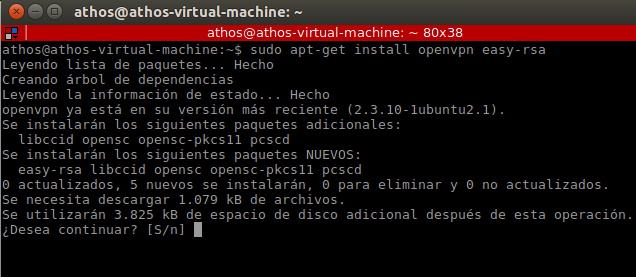 athos@athos-virtual-machine: ~
athos@athos-virtual-machine: ~ 80x38
athos@athos-virtual-machine:~$ sudo apt-get install openvpn easy-rsa
Leyendo lista de paquetes... Hecho
Creando árbol de dependencias
Leyendo la información de estado... Hecho
openvpn ya está en su versión más reciente (2.3.10-1ubuntu2.1).
Se instalarán los siguientes paquetes adicionales:
  libccid opensc opensc-pkcs11 pcscd
Se instalarán los siguientes paquetes NUEVOS:
  easy-rsa libccid opensc opensc-pkcs11 pcscd
0 actualizados, 5 nuevos se instalarán, 0 para eliminar y 0 no actualizados.
Se necesita descargar 1.079 kB de archivos.
Se utilizarán 3.825 kB de espacio de disco adicional después de esta operación.
¿Desea continuar? [S/n]